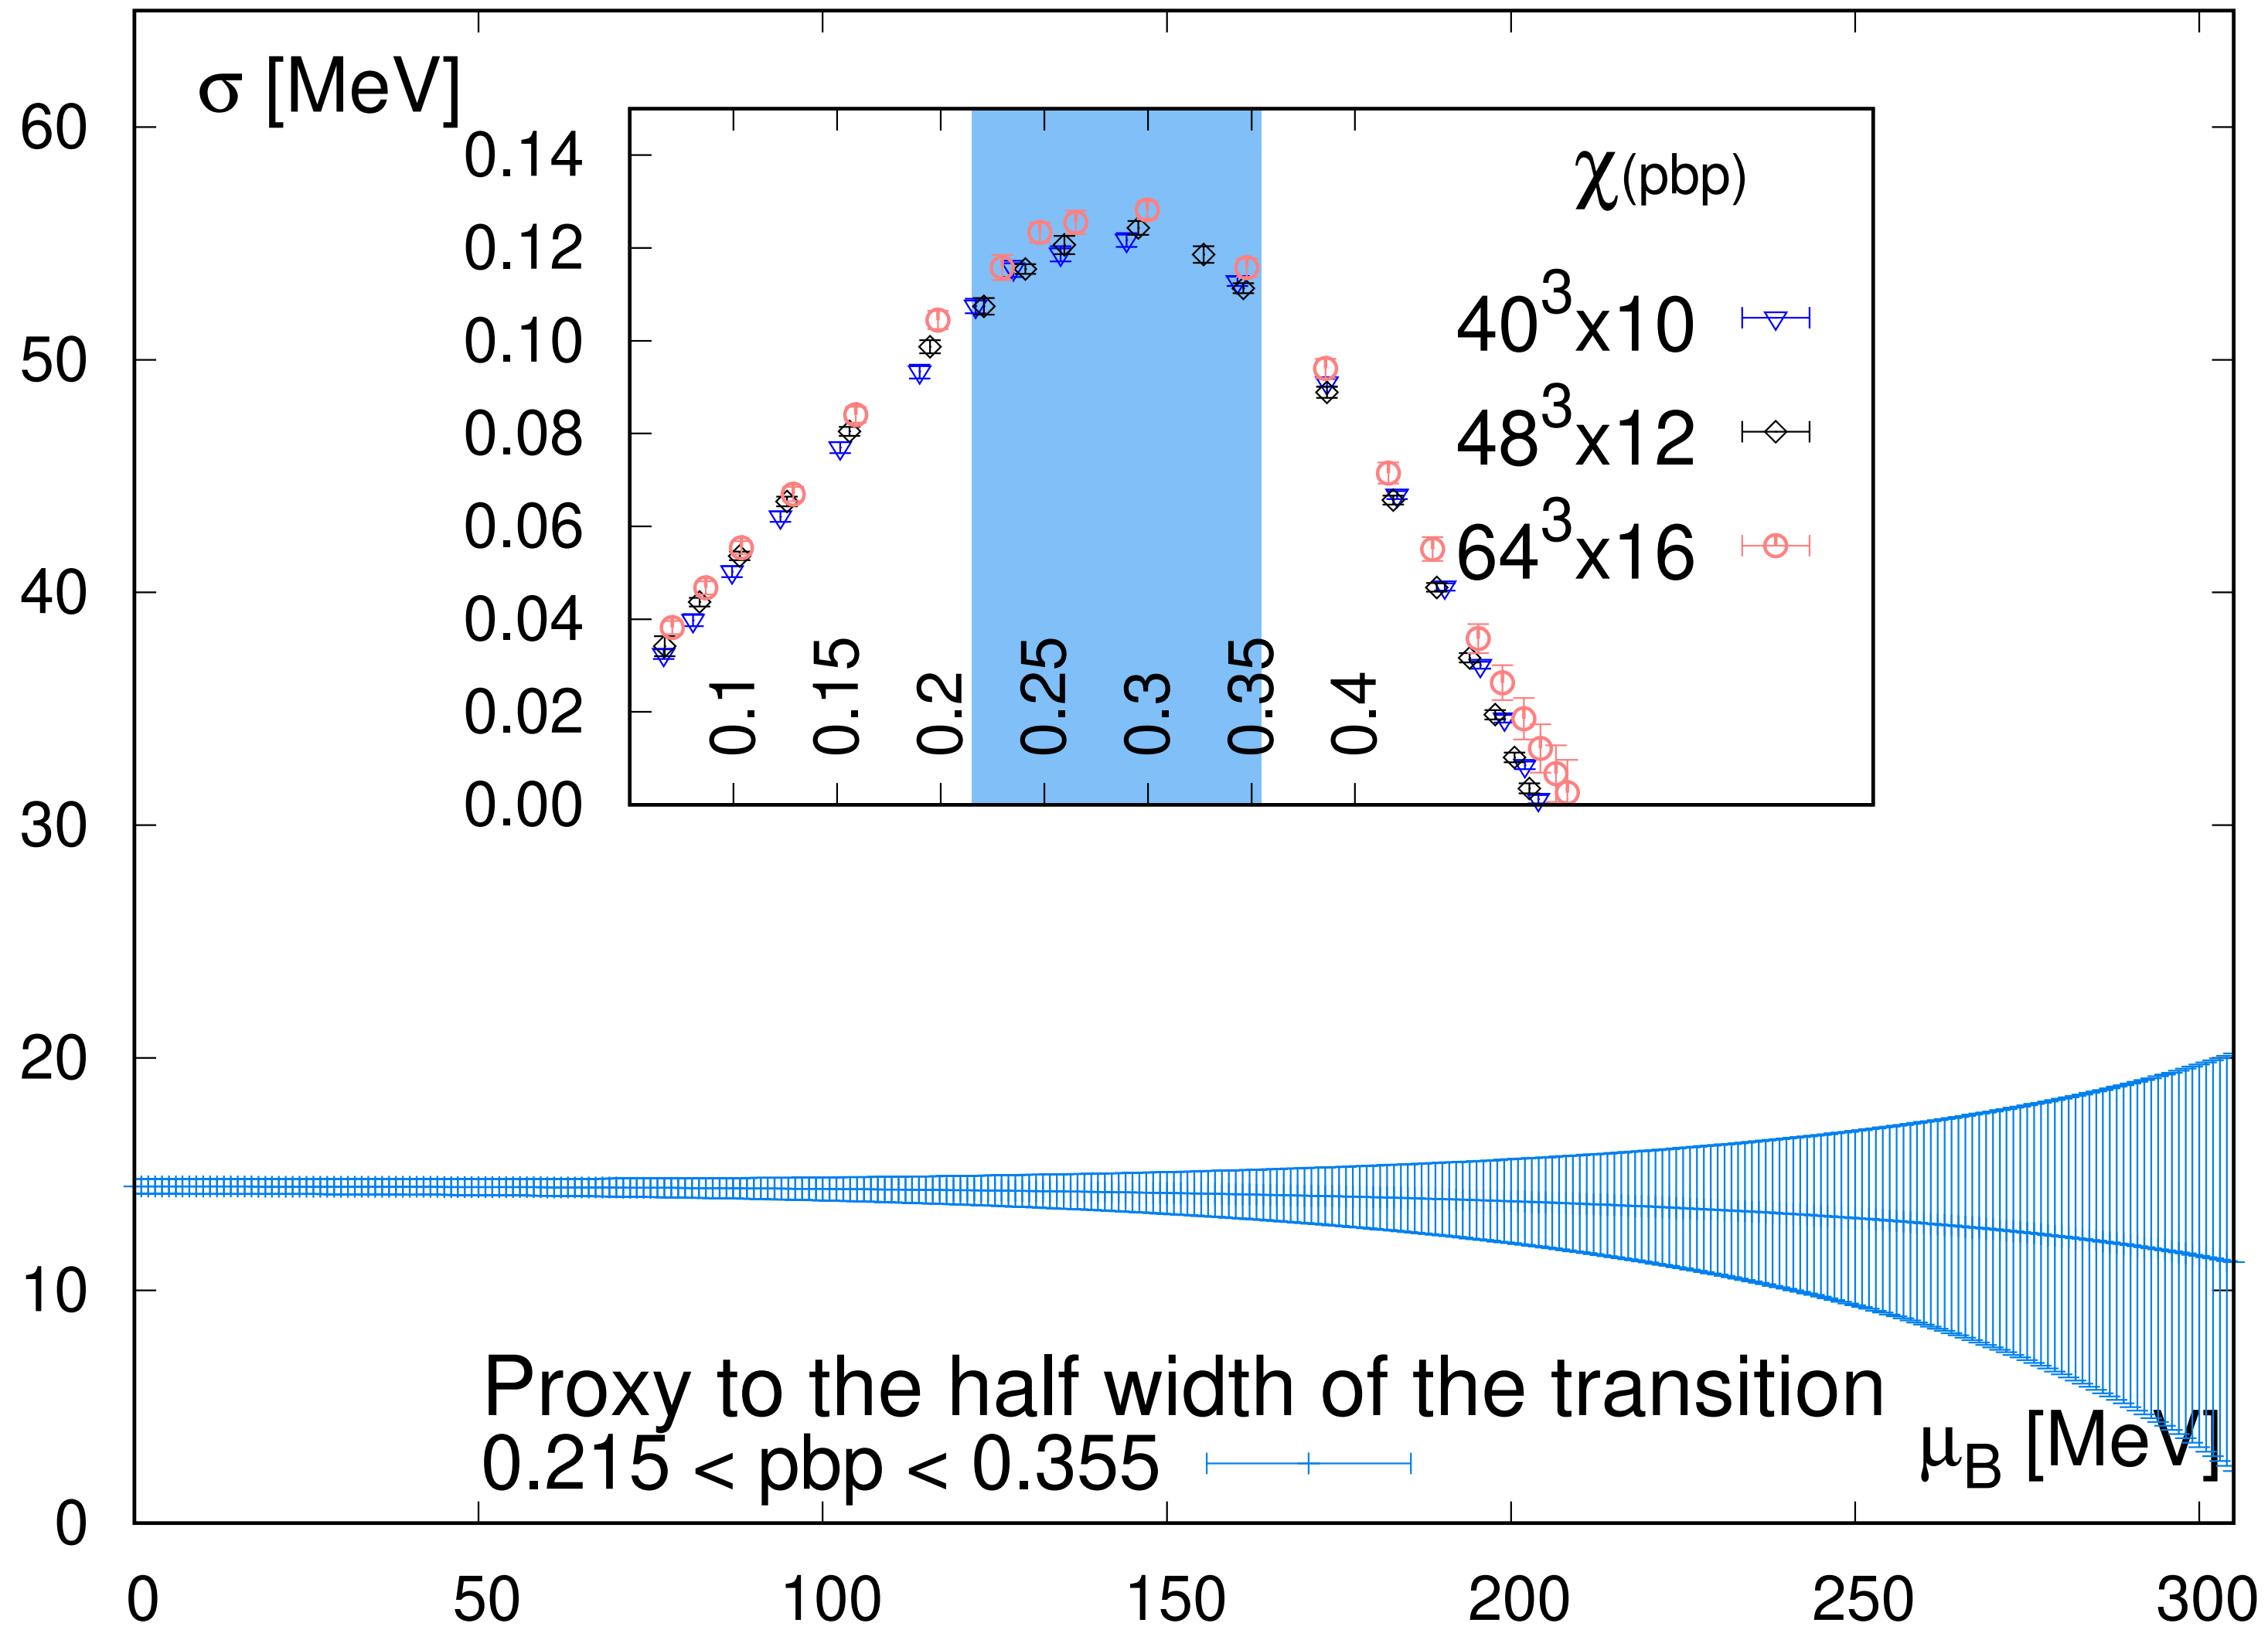 σ [MeV]
60
50
40
30
20
10
0
0.14
0.12
0.10
0.08
0.06
0.04
0.02
0.00
χ(pbp)
40³x10
48³x12
64³x16
0.1
0.15
0.2
0.25
0.3
0.35
0.4
Proxy to the half width of the transition
0.215 < pbp < 0.355
μ_B [MeV]
0 50 100 150 200 250 300